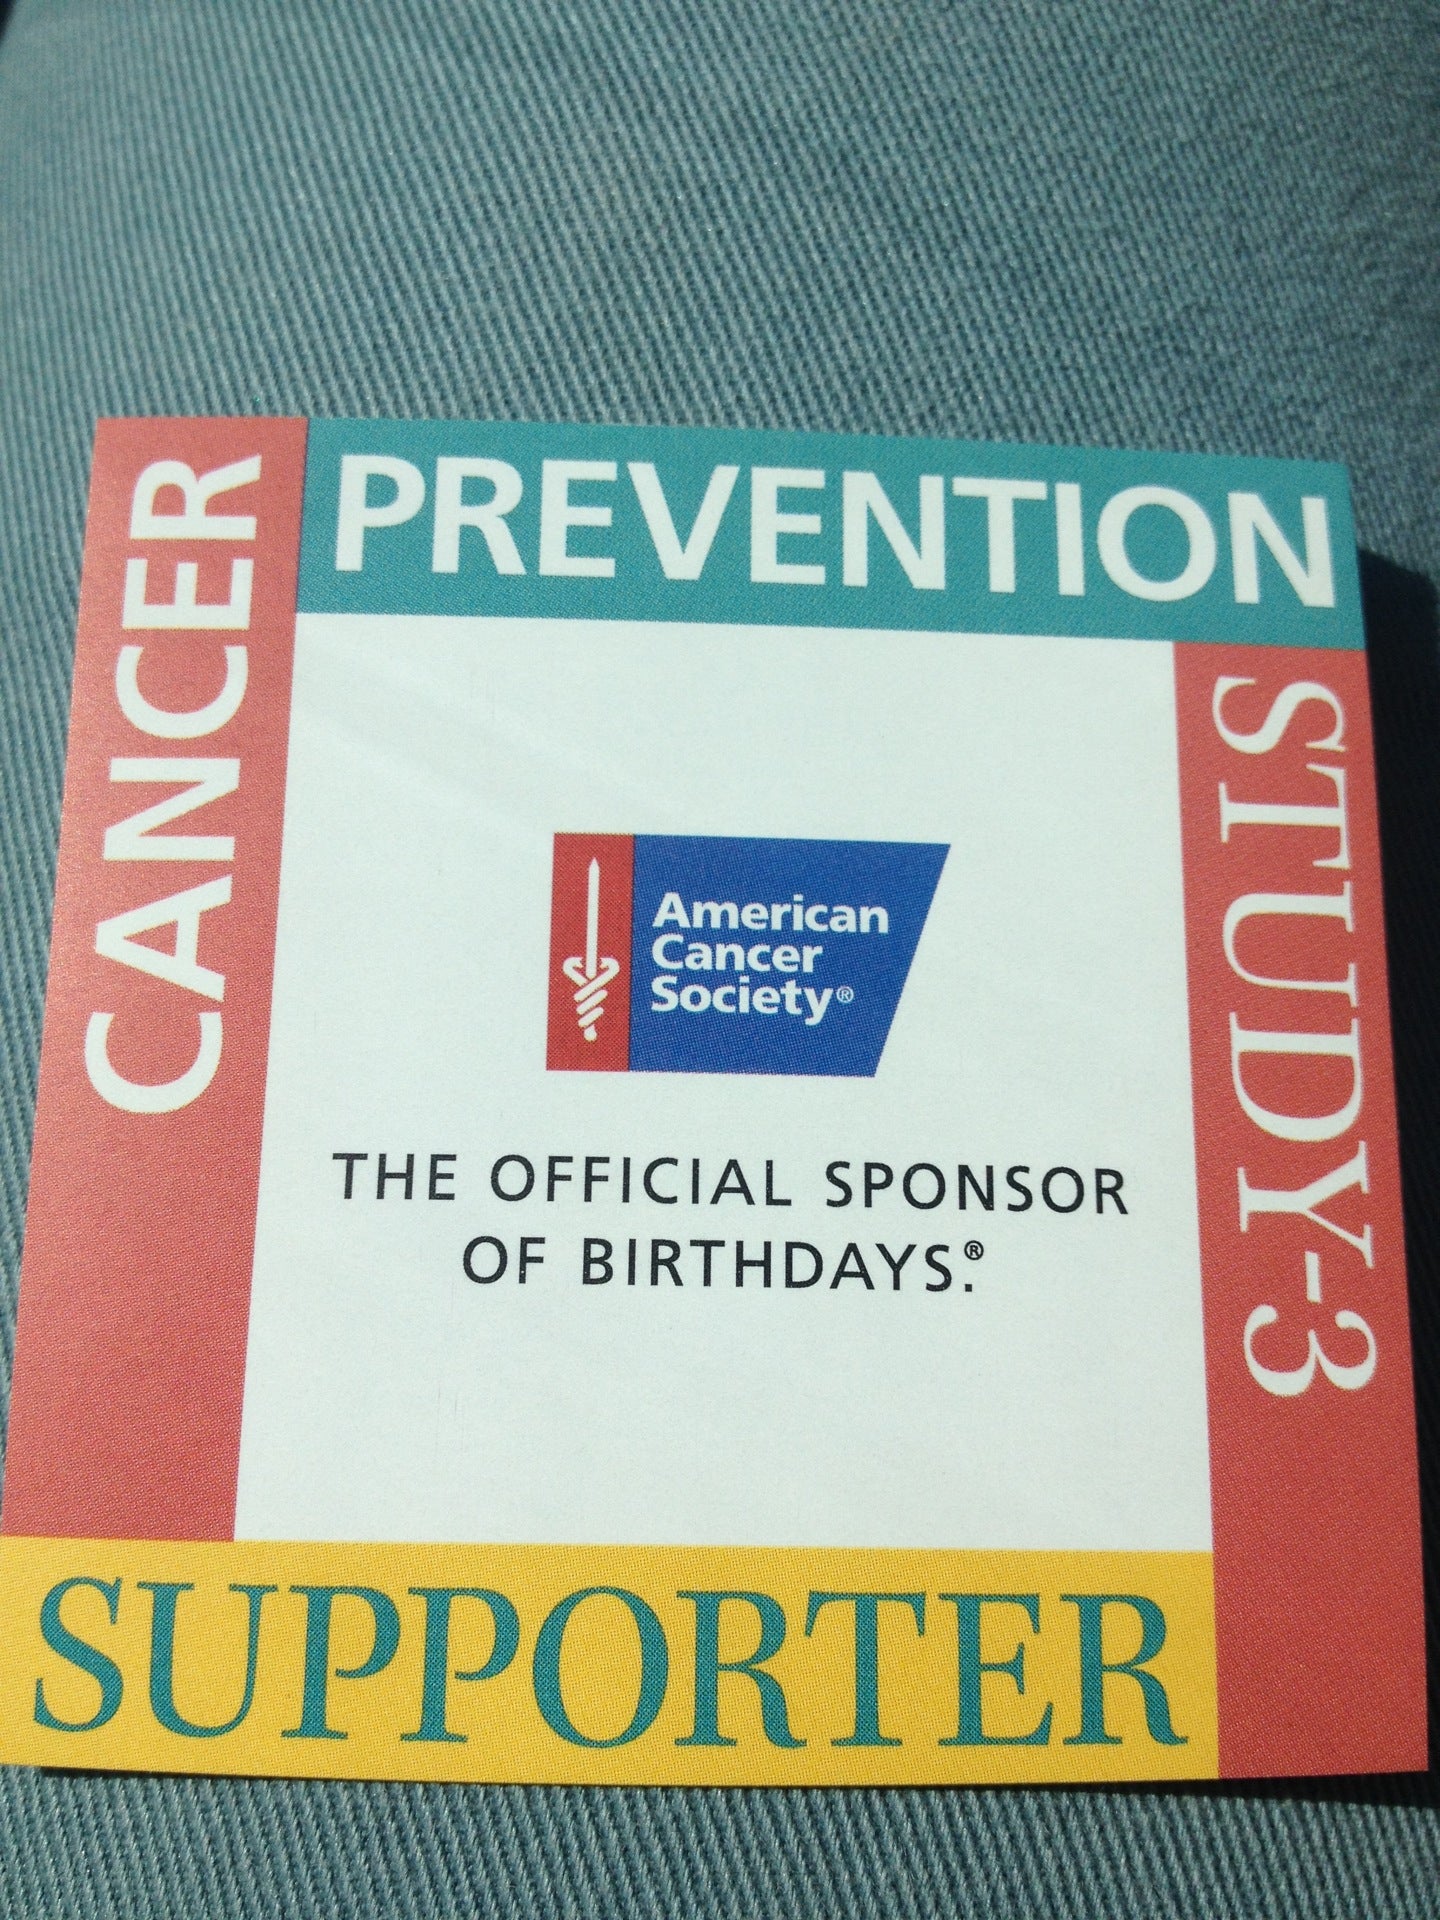 CANCER
PREVENTION
STUDY-3
American
Cancer
Society®
THE OFFICIAL SPONSOR
OF BIRTHDAYS.®
SUPPORTER